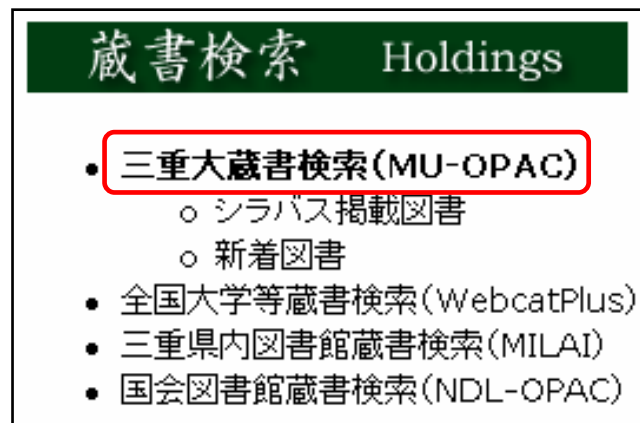 蔵書検索 Holdings
三重大蔵書検索(MU-OPAC)
シラバス掲載図書
新着図書
全国大学等蔵書検索(WebcatPlus)
三重県内図書館蔵書検索(MILAI)
国会図書館蔵書検索(NDL-OPAC)